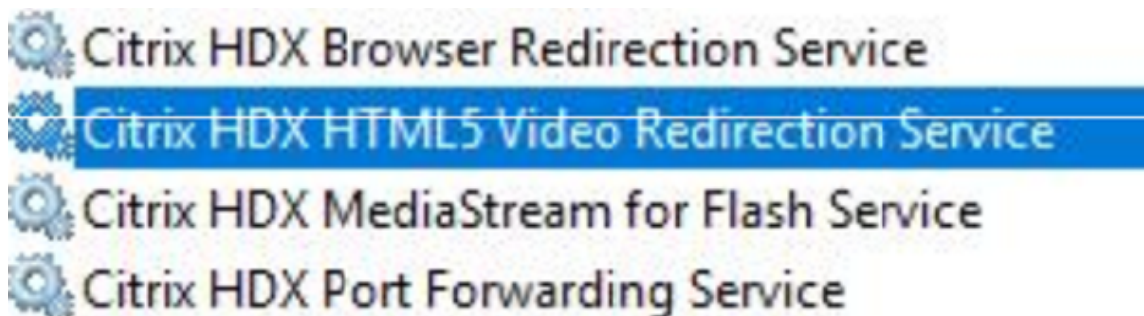 Citrix HDX Browser Redirection Service
Citrix HDX HTML5 Video Redirection Service
Citrix HDX MediaStream for Flash Service
Citrix HDX Port Forwarding Service